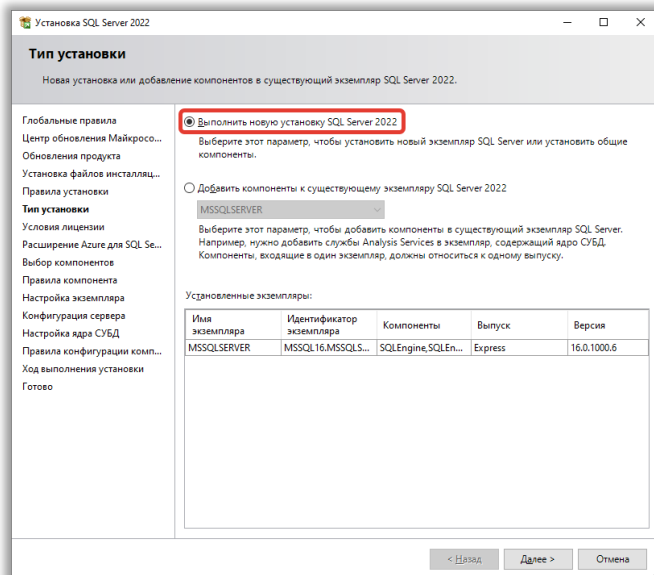 Установка SQL Server 2022
Тип установки
Новая установка или добавление компонентов в существующий экземпляр SQL Server 2022.
Глобальные правила
Центр обновления Майкросо...
Обновления продукта
Установка файлов инсталляц...
Правила установки
Тип установки
Условия лицензии
Расширение Azure для SQL Se...
Выбор компонентов
Правила компонента
Настройка экземпляра
Конфигурация сервера
Настройка ядра СУБД
Правила конфигурации комп...
Ход выполнения установки
Готово
Выполнить новую установку SQL Server 2022
Выберите этот параметр, чтобы установить новый экземпляр SQL Server или установить общие
компоненты.
Добавить компоненты к существующему экземпляру SQL Server 2022
MSSQLSERVER
Выберите этот параметр, чтобы добавить компоненты в существующий экземпляр SQL Server.
Например, нужно добавить службы Analysis Services в экземпляр, содержащий ядро СУБД.
Компоненты, входящие в один экземпляр, должны относиться к одному выпуску.
Установленные экземпляры:
Имя экземпляра Идентификатор экземпляра Компоненты Выпуск Версия
MSSQLSERVER MSSQL16.MSSQLS... SQLEngine,SQLEn... Express 16.0.1000.6
< Назад Далее > Отмена